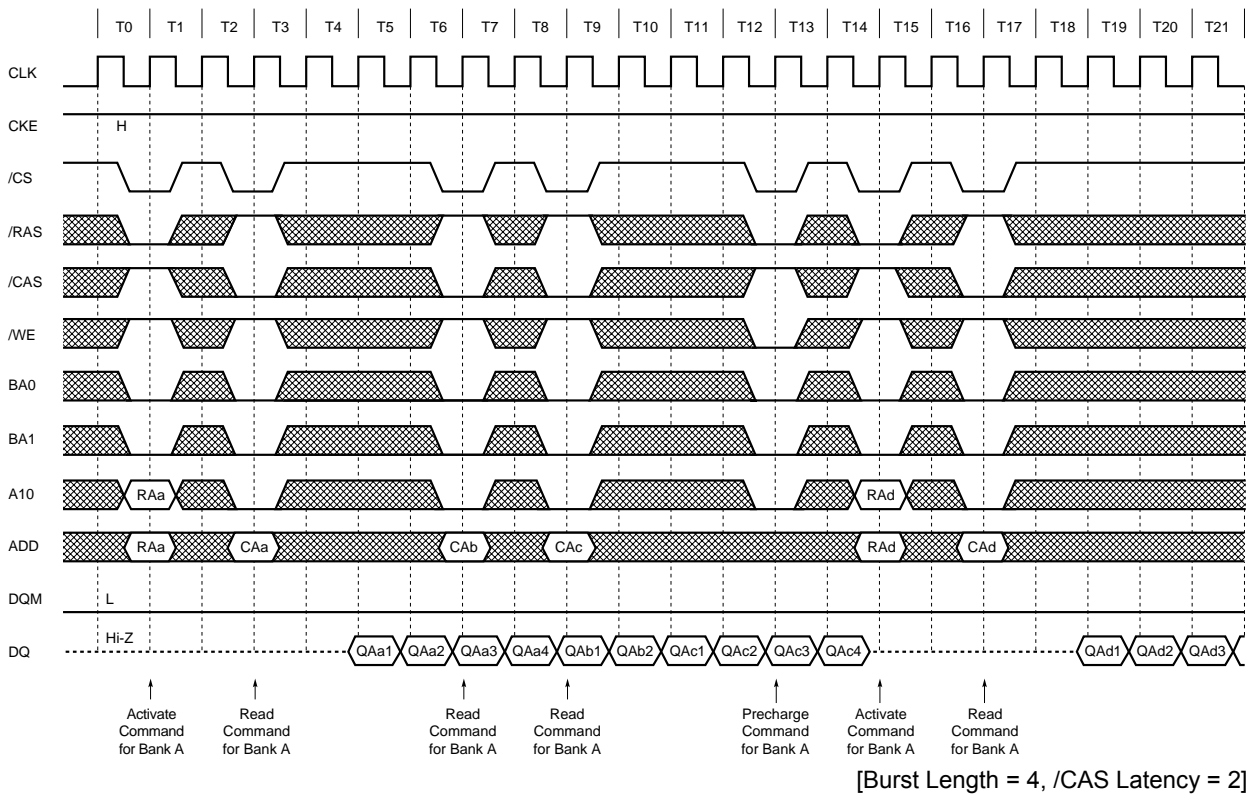 T0 T1 T2 T3 T4 T5 T6 T7 T8 T9 T10 T11 T12 T13 T14 T15 T16 T17 T18 T19 T20 T21
CLK
CKE H
/CS
/RAS
/CAS
/WE
BA0
BA1
A10 RAa RAd
ADD RAa CAa CAb CAc RAd CAd
DQM L
Hi-Z
DQ QAa1 QAa2 QAa3 QAa4 QAb1 QAb2 QAc1 QAc2 QAc3 QAc4 QAd1 QAd2 QAd3
Activate
Command
for Bank A
Read
Command
for Bank A
Read
Command
for Bank A
Read
Command
for Bank A
Precharge
Command
for Bank A
Activate
Command
for Bank A
Read
Command
for Bank A
[Burst Length = 4, /CAS Latency = 2]